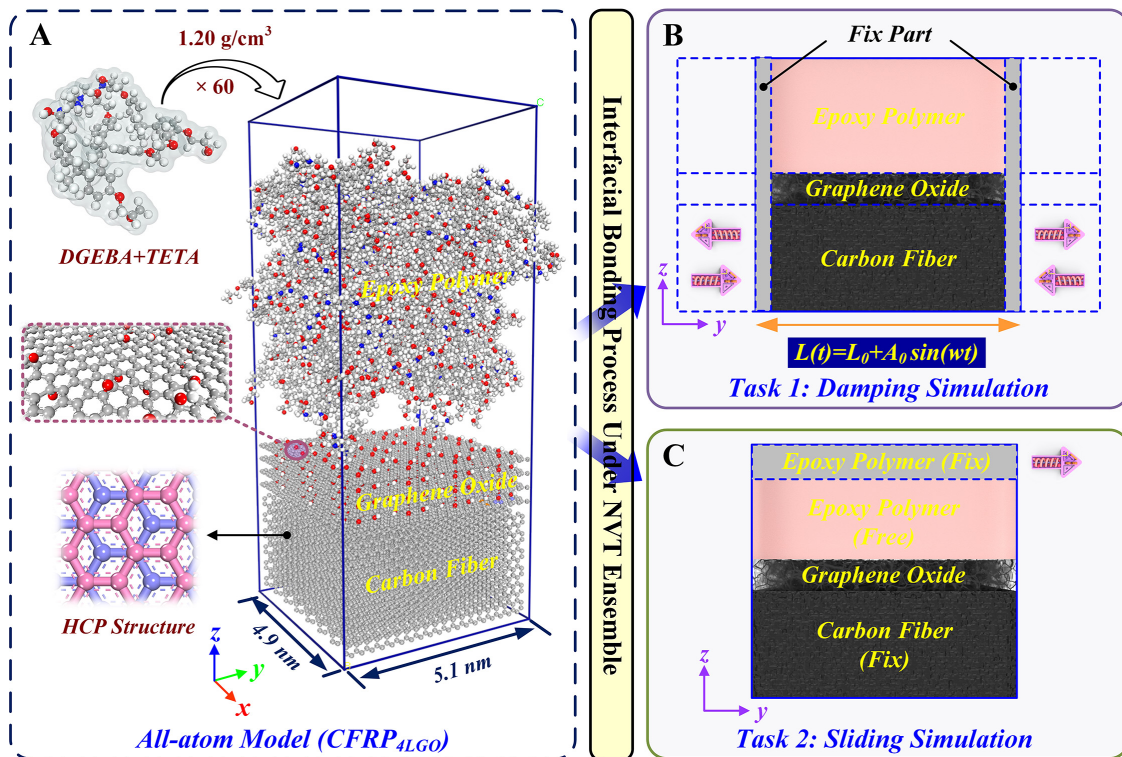 A
1.20 g/cm³
× 60
DGEBA+TETA
C
Epoxy Polymer
Graphene Oxide
Carbon Fiber
HCP Structure
4.9 nm
5.1 nm
z
y
x
All-atom Model (CFRP4LGO)
Interfacial Bonding Process Under NVT Ensemble
B
Fix Part
Epoxy Polymer
Graphene Oxide
Carbon Fiber
z
y
L(t)=L₀+A₀ sin(wt)
Task 1: Damping Simulation
C
Epoxy Polymer (Fix)
Epoxy Polymer
(Free)
Graphene Oxide
Carbon Fiber
(Fix)
z
y
Task 2: Sliding Simulation